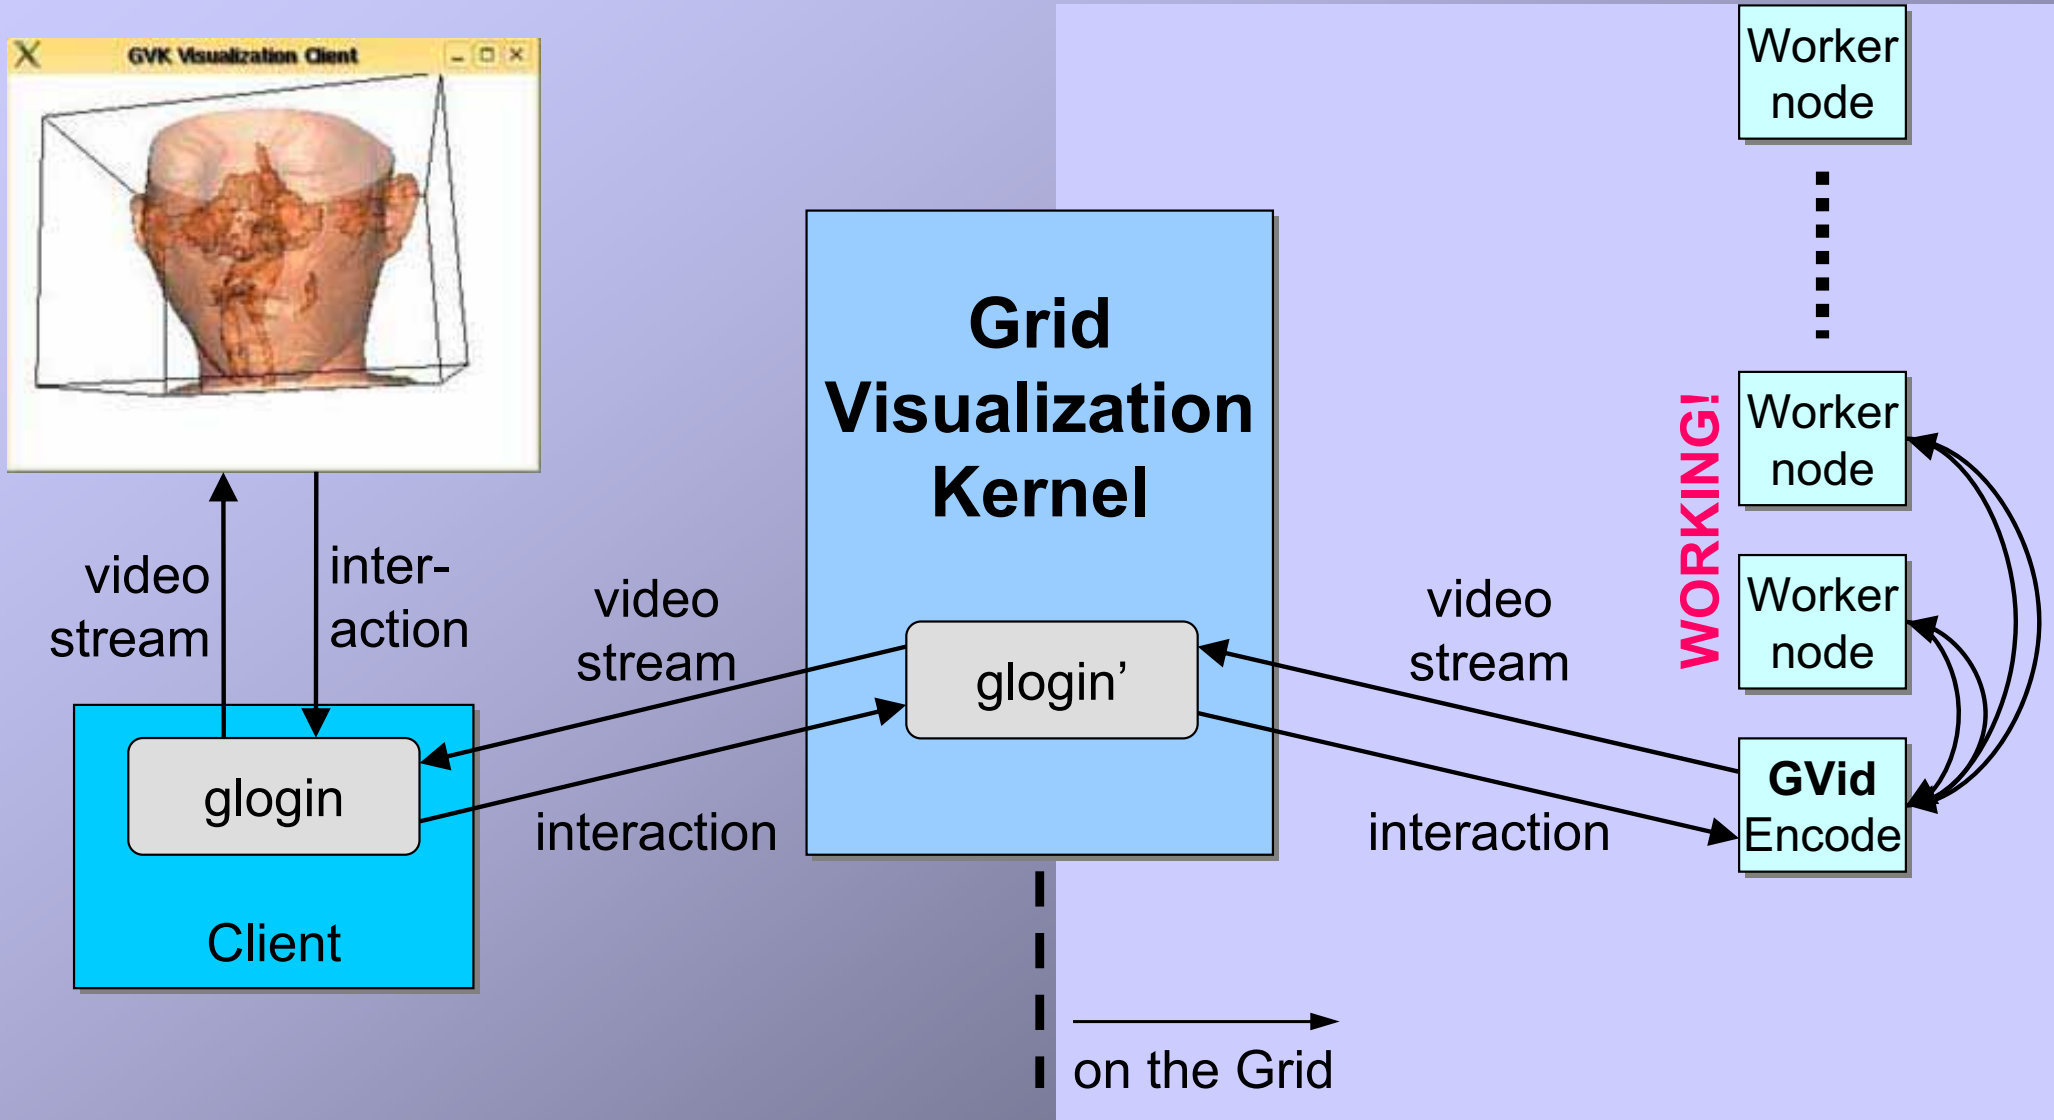 GVK Visualization Client
Worker
node
Grid
Visualization
Kernel
WORKING!
Worker
node
Worker
node
video
stream
inter-
action
video
stream
video
stream
glogin’
glogin
Client
interaction
interaction
GVid
Encode
on the Grid